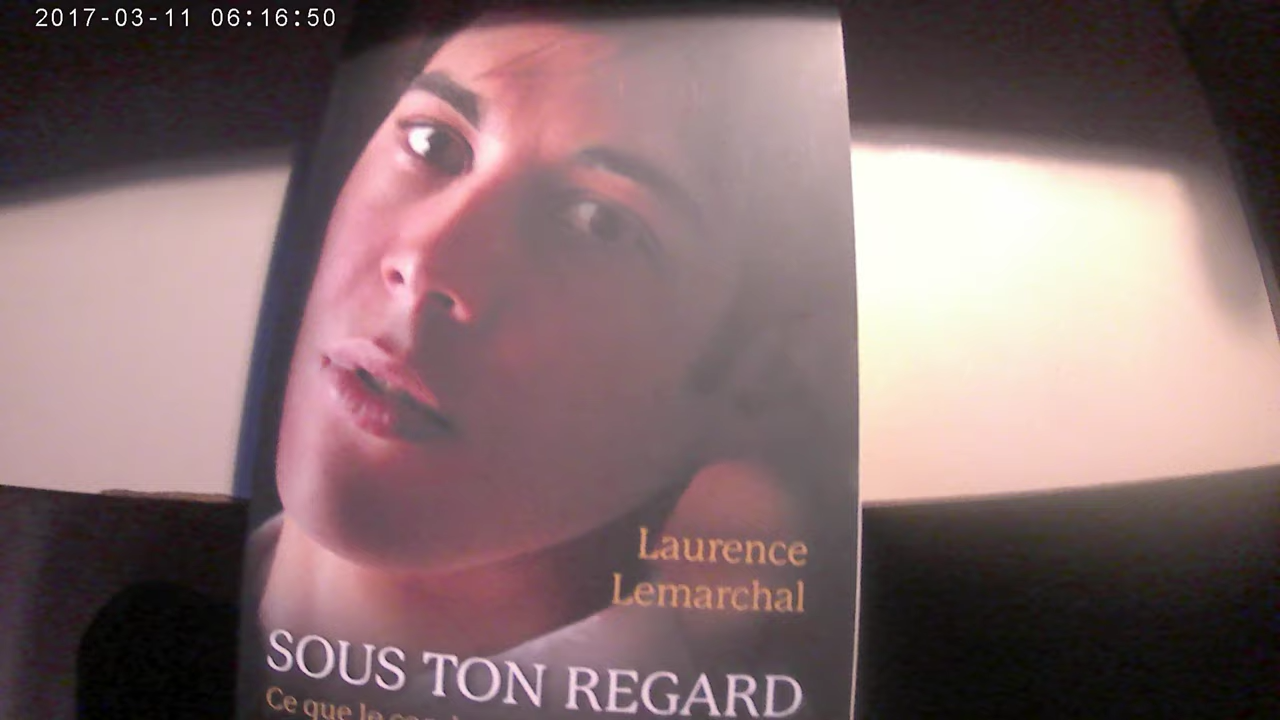 2017-03-11 06:16:50
Laurence
Lemarchal
SOUS TON REGARD
Ce que le